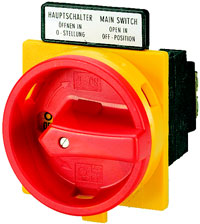 HAUPTSCHALTER
ÖFFNEN IN
0 - STELLUNG
MAIN SWITCH
OPEN IN
OFF - POSITION